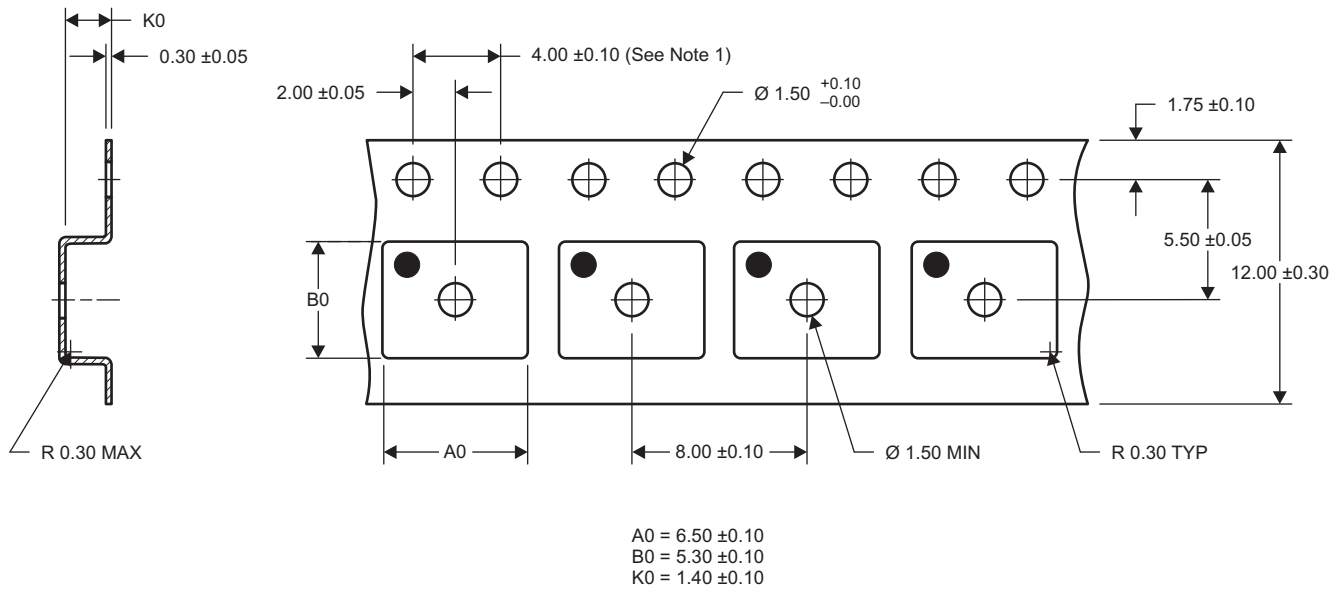 K0
0.30 ±0.05
4.00 ±0.10 (See Note 1)
2.00 ±0.05
Ø 1.50 +0.10
–0.00
1.75 ±0.10
5.50 ±0.05
12.00 ±0.30
B0
R 0.30 MAX
A0
8.00 ±0.10
Ø 1.50 MIN
R 0.30 TYP
A0 = 6.50 ±0.10
B0 = 5.30 ±0.10
K0 = 1.40 ±0.10